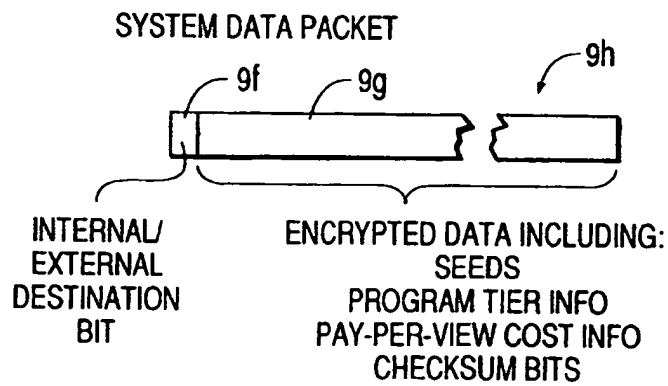 SYSTEM DATA PACKET
9f
9g
9h
INTERNAL/
EXTERNAL
DESTINATION
BIT
ENCRYPTED DATA INCLUDING:
SEEDS
PROGRAM TIER INFO
PAY-PER-VIEW COST INFO
CHECKSUM BITS